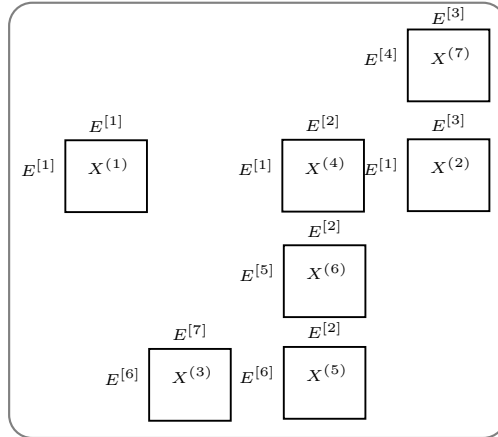 E^[3]
E^[4] X^(7)
E^[1] E^[2] E^[3]
E^[1] X^(1) E^[1] X^(4) E^[1] X^(2)
E^[2]
E^[5] X^(6)
E^[7] E^[2]
E^[6] X^(3) E^[6] X^(5)